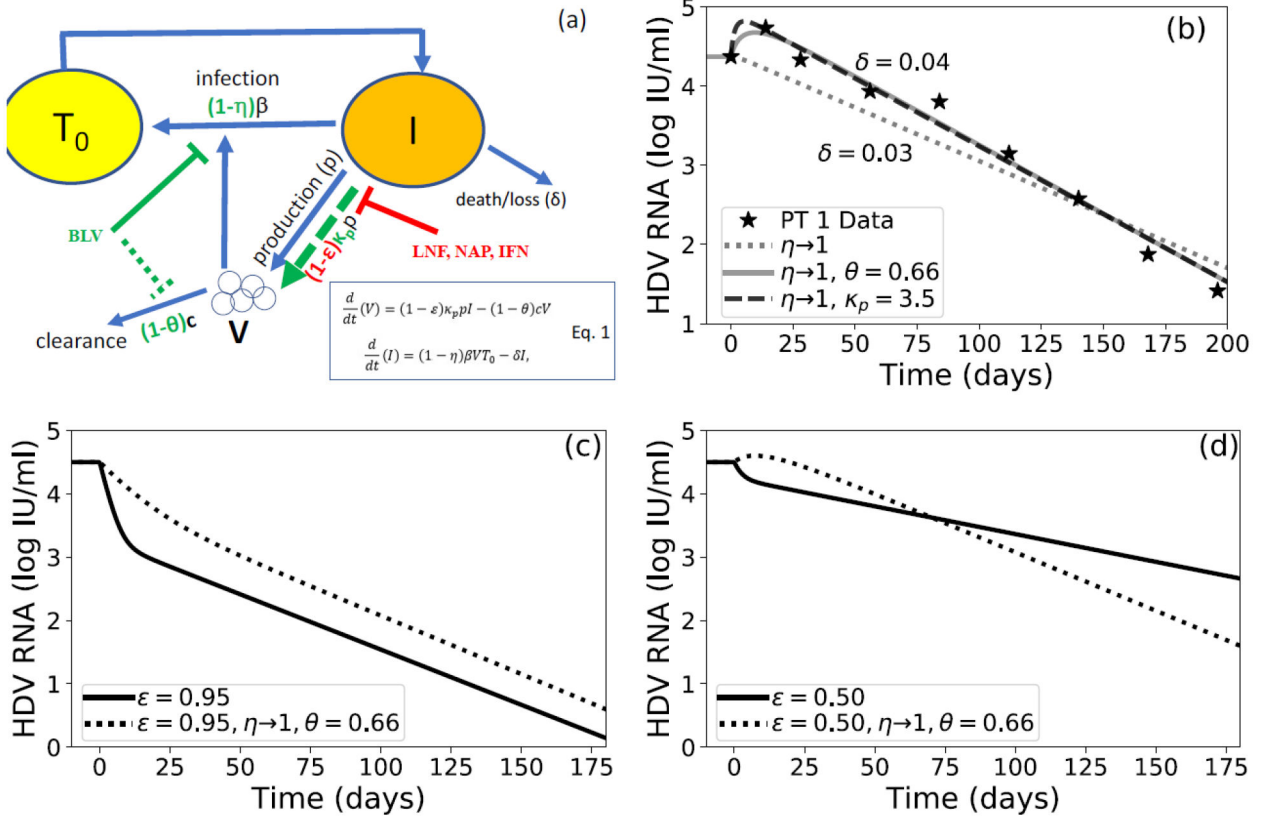 (a)
infection
(1-η)β
T₀
I
production (p)
(1-ε)κₚp
death/loss (δ)
BLV
LNF, NAP, IFN
V
clearance
(1-θ)c
d/dt (V) = (1 − ε)κₚpI − (1 − θ)cV
Eq. 1
d/dt (I) = (1 − η)βVT₀ − δI,
(b)
HDV RNA (log IU/ml)
5
4
3
2
1
δ = 0.04
δ = 0.03
PT 1 Data
η→1
η→1, θ = 0.66
η→1, κₚ = 3.5
0 25 50 75 100 125 150 175 200
Time (days)
(c)
HDV RNA (log IU/ml)
5
4
3
2
1
0
ε = 0.95
ε = 0.95, η→1, θ = 0.66
0 25 50 75 100 125 150 175
Time (days)
(d)
HDV RNA (log IU/ml)
5
4
3
2
1
0
ε = 0.50
ε = 0.50, η→1, θ = 0.66
0 25 50 75 100 125 150 175
Time (days)